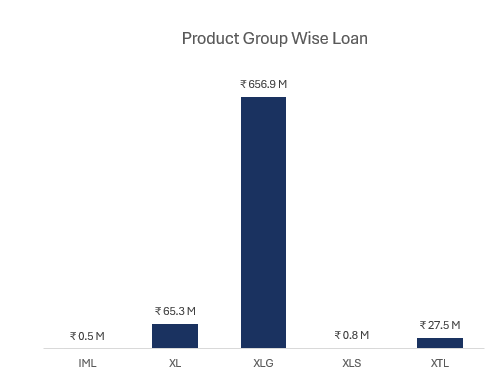 Product Group Wise Loan
₹ 656.9 M
₹ 65.3 M
₹ 27.5 M
₹ 0.5 M
₹ 0.8 M
IML XL XLG XLS XTL